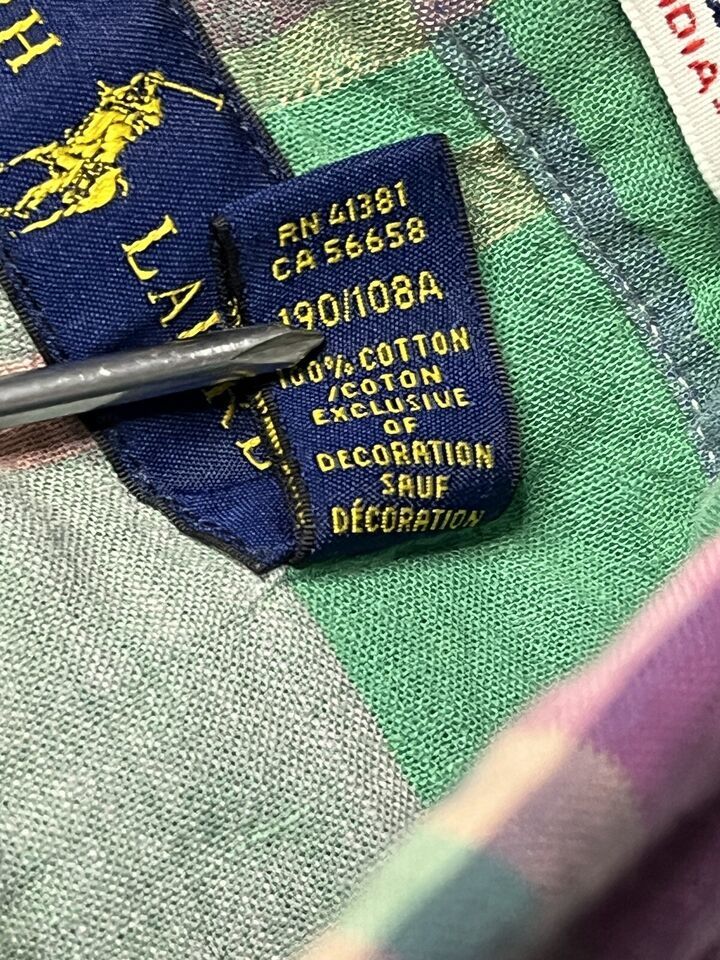 RN 41381
CA 56658
190/108A
100% COTTON
/COTON
EXCLUSIVE
OF
DECORATION
SAUF
DÉCORATION